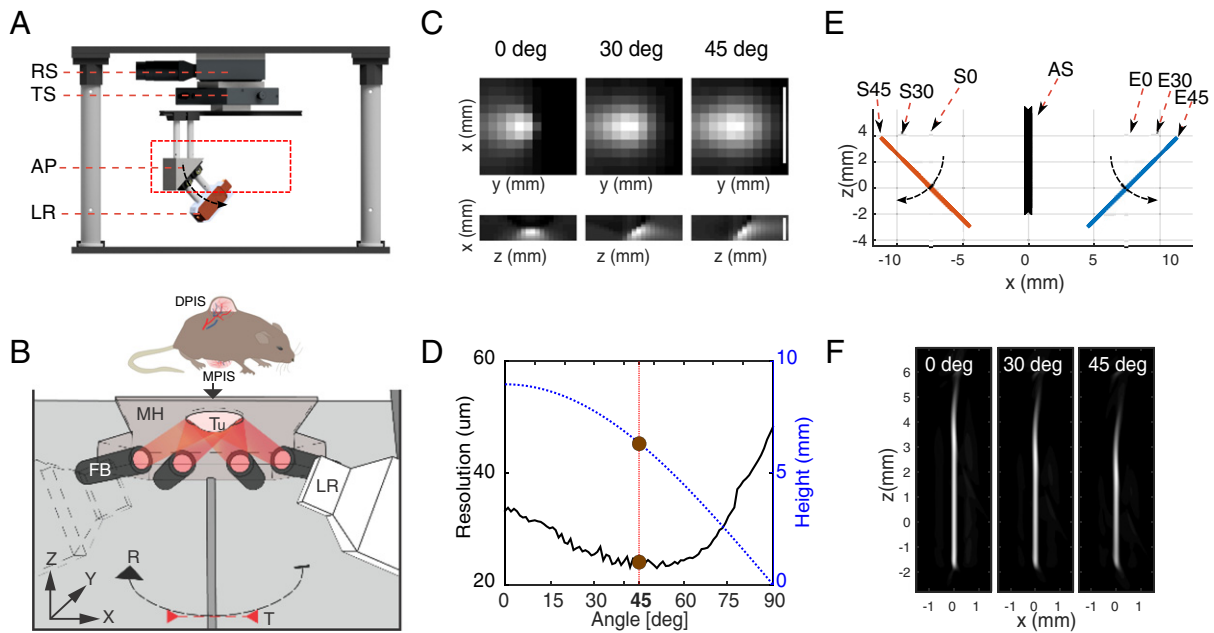 A
RS
TS
AP
LR
B
DPIS
MPIS
MH
Tu
FB
LR
R
Z
Y
X
T
C
0 deg 30 deg 45 deg
x (mm)
y (mm) y (mm) y (mm)
x (mm)
z (mm) z (mm) z (mm)
D
60
40
20
Resolution (um)
10
5
0
Height (mm)
0 15 30 45 60 75 90
Angle [deg]
E
S45 S30 S0 AS E0 E30 E45
4
2
0
-2
-4
z(mm)
-10 -5 0 5 10
x (mm)
F
0 deg 30 deg 45 deg
6
5
4
3
2
1
0
-1
-2
z(mm)
-1 0 1 -1 0 1 -1 0 1
x (mm)